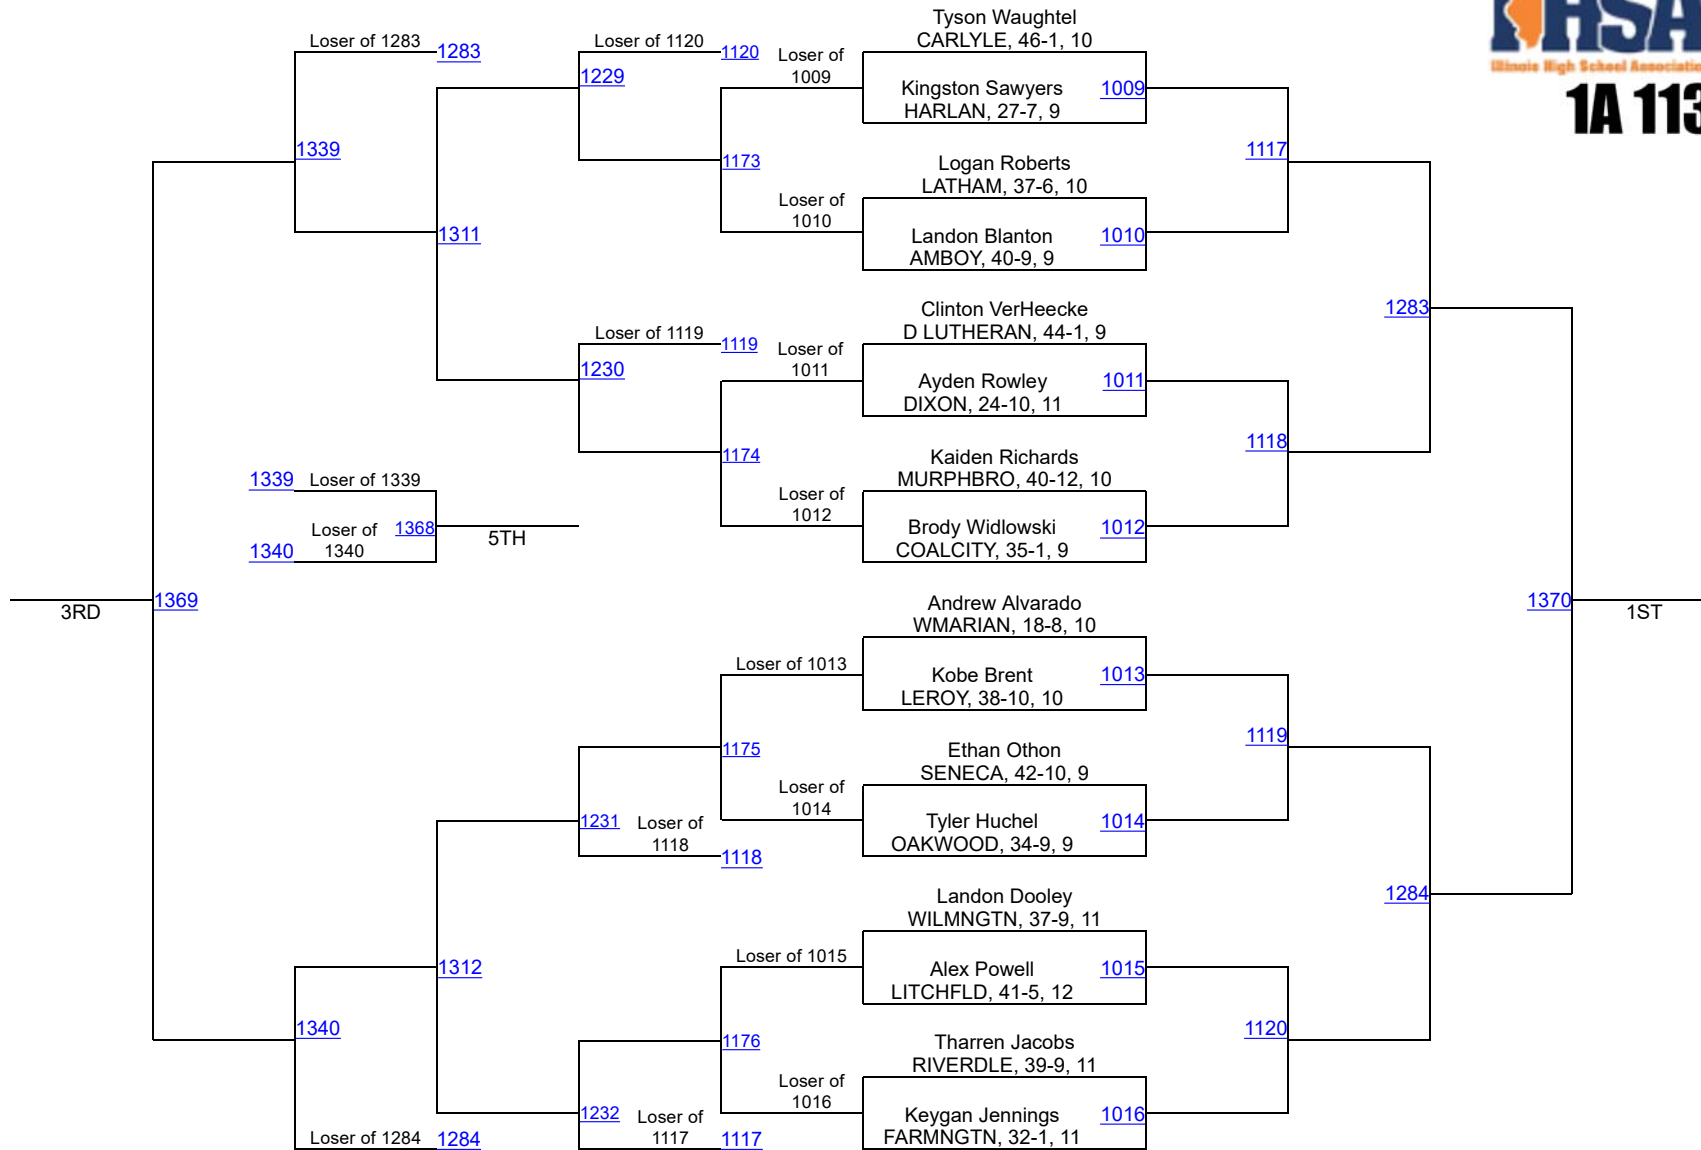 IHSA
Illinois High School Association
1A 113
Tyson Waughtel
CARLYLE, 46-1, 10
Loser of 1283
1283
Loser of 1120
1120
Loser of
1009
1229
Kingston Sawyers
HARLAN, 27-7, 9
1009
1339
1173
Logan Roberts
LATHAM, 37-6, 10
1117
Loser of
1010
1311
Landon Blanton
AMBOY, 40-9, 9
1010
Clinton VerHeecke
D LUTHERAN, 44-1, 9
1283
Loser of 1119
1119
Loser of
1011
1230
Ayden Rowley
DIXON, 24-10, 11
1011
1174
Kaiden Richards
MURPHBRO, 40-12, 10
1118
1339
Loser of 1339
Loser of
1012
Loser of
1340
1340
1368
5TH
Brody Widlowski
COALCITY, 35-1, 9
1012
3RD
1369
Andrew Alvarado
WMARIAN, 18-8, 10
1370
1ST
Loser of 1013
Kobe Brent
LEROY, 38-10, 10
1013
1175
Ethan Othon
SENECA, 42-10, 9
1119
Loser of
1014
1231
Loser of
1118
1118
Tyler Huchel
OAKWOOD, 34-9, 9
1014
Landon Dooley
WILMNGTN, 37-9, 11
1284
Loser of 1015
1312
Alex Powell
LITCHFLD, 41-5, 12
1015
1340
1176
Tharren Jacobs
RIVERDLE, 39-9, 11
1120
Loser of
1016
1232
Loser of
1117
1117
Keygan Jennings
FARMNGTN, 32-1, 11
1016
Loser of 1284
1284